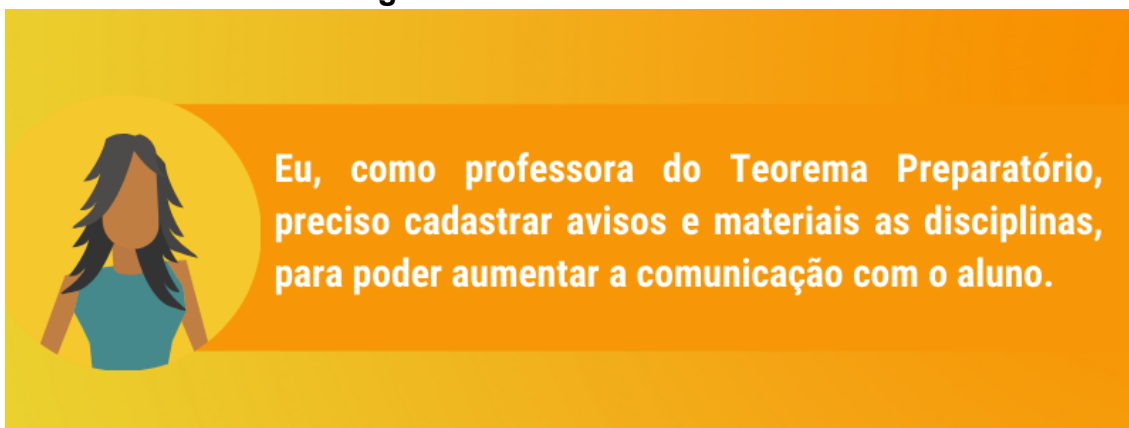 Eu, como professora do Teorema Preparatório,
preciso cadastrar avisos e materiais as disciplinas,
para poder aumentar a comunicação com o aluno.